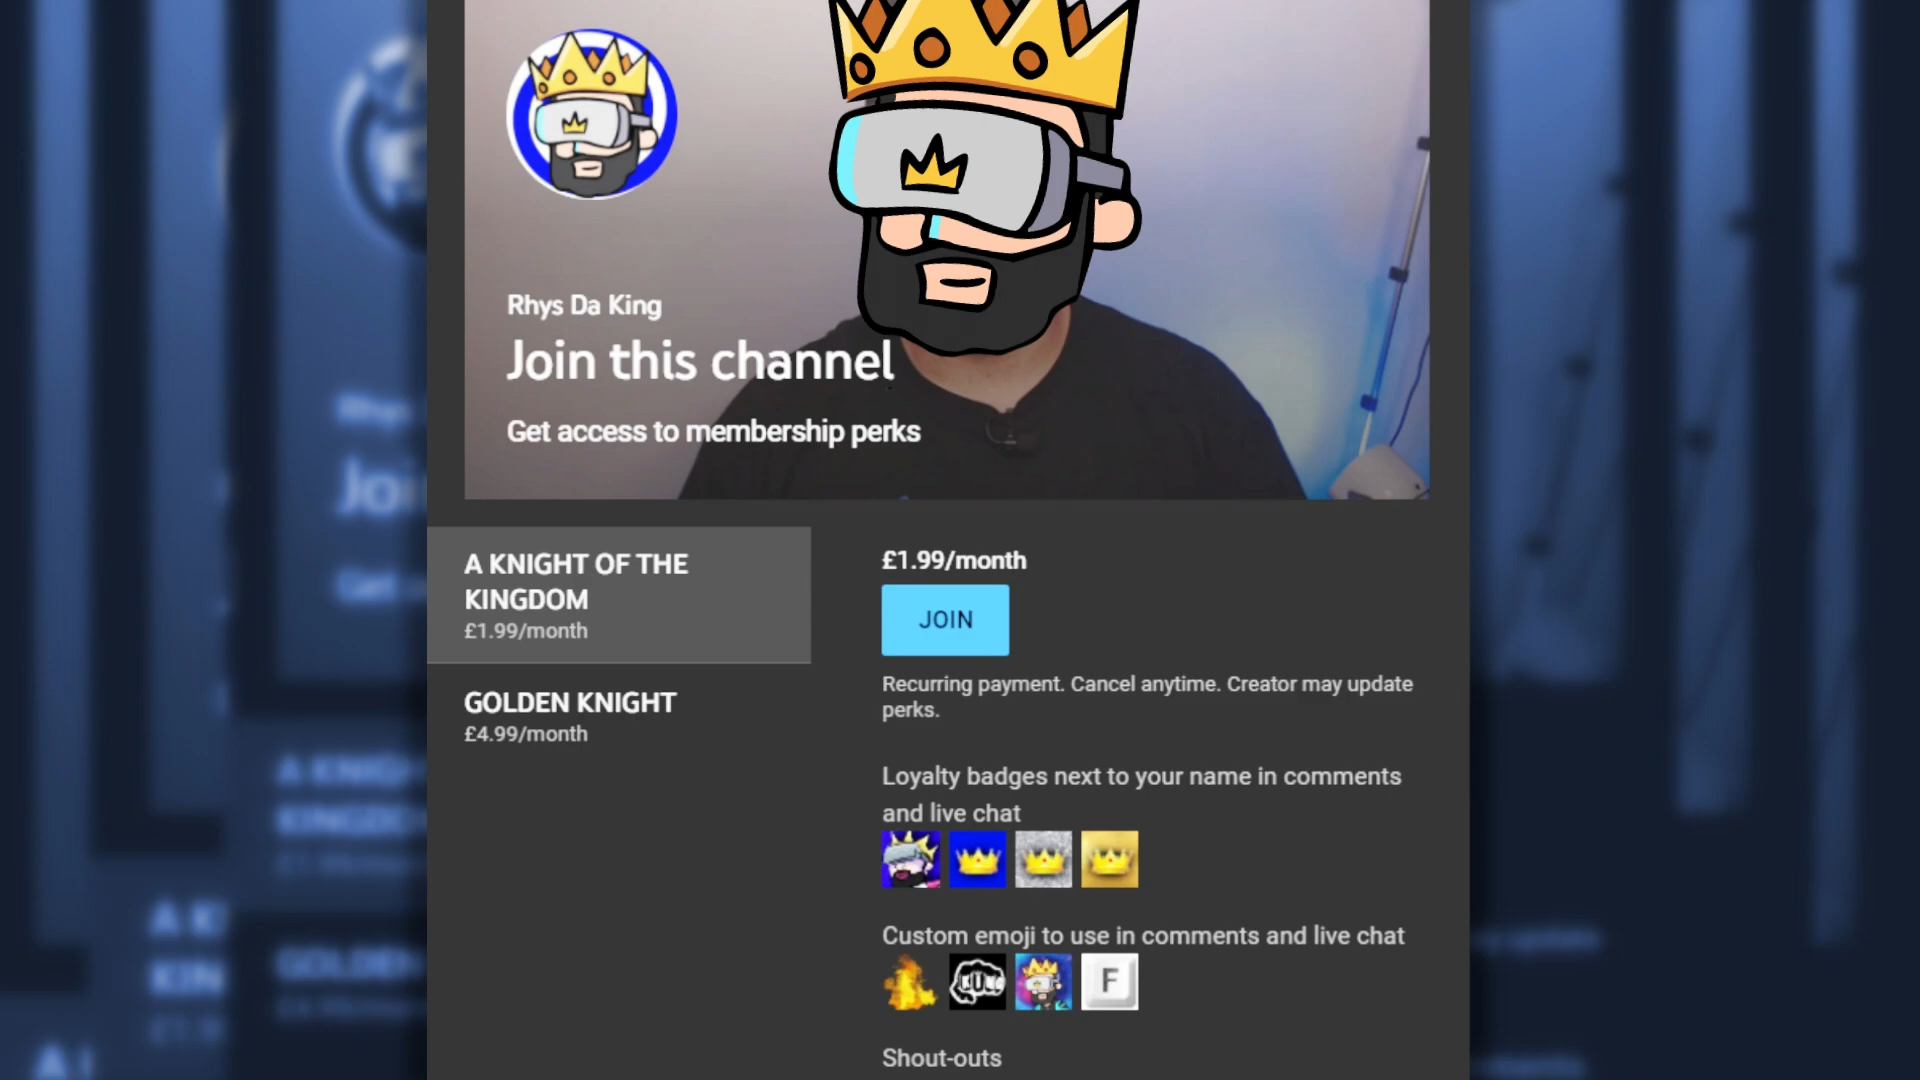 Rhys Da King
Join this channel
Get access to membership perks
A KNIGHT OF THE
KINGDOM
£1.99/month
GOLDEN KNIGHT
£4.99/month
£1.99/month
JOIN
Recurring payment. Cancel anytime. Creator may update
perks.
Loyalty badges next to your name in comments
and live chat
Custom emoji to use in comments and live chat
F
Shout-outs